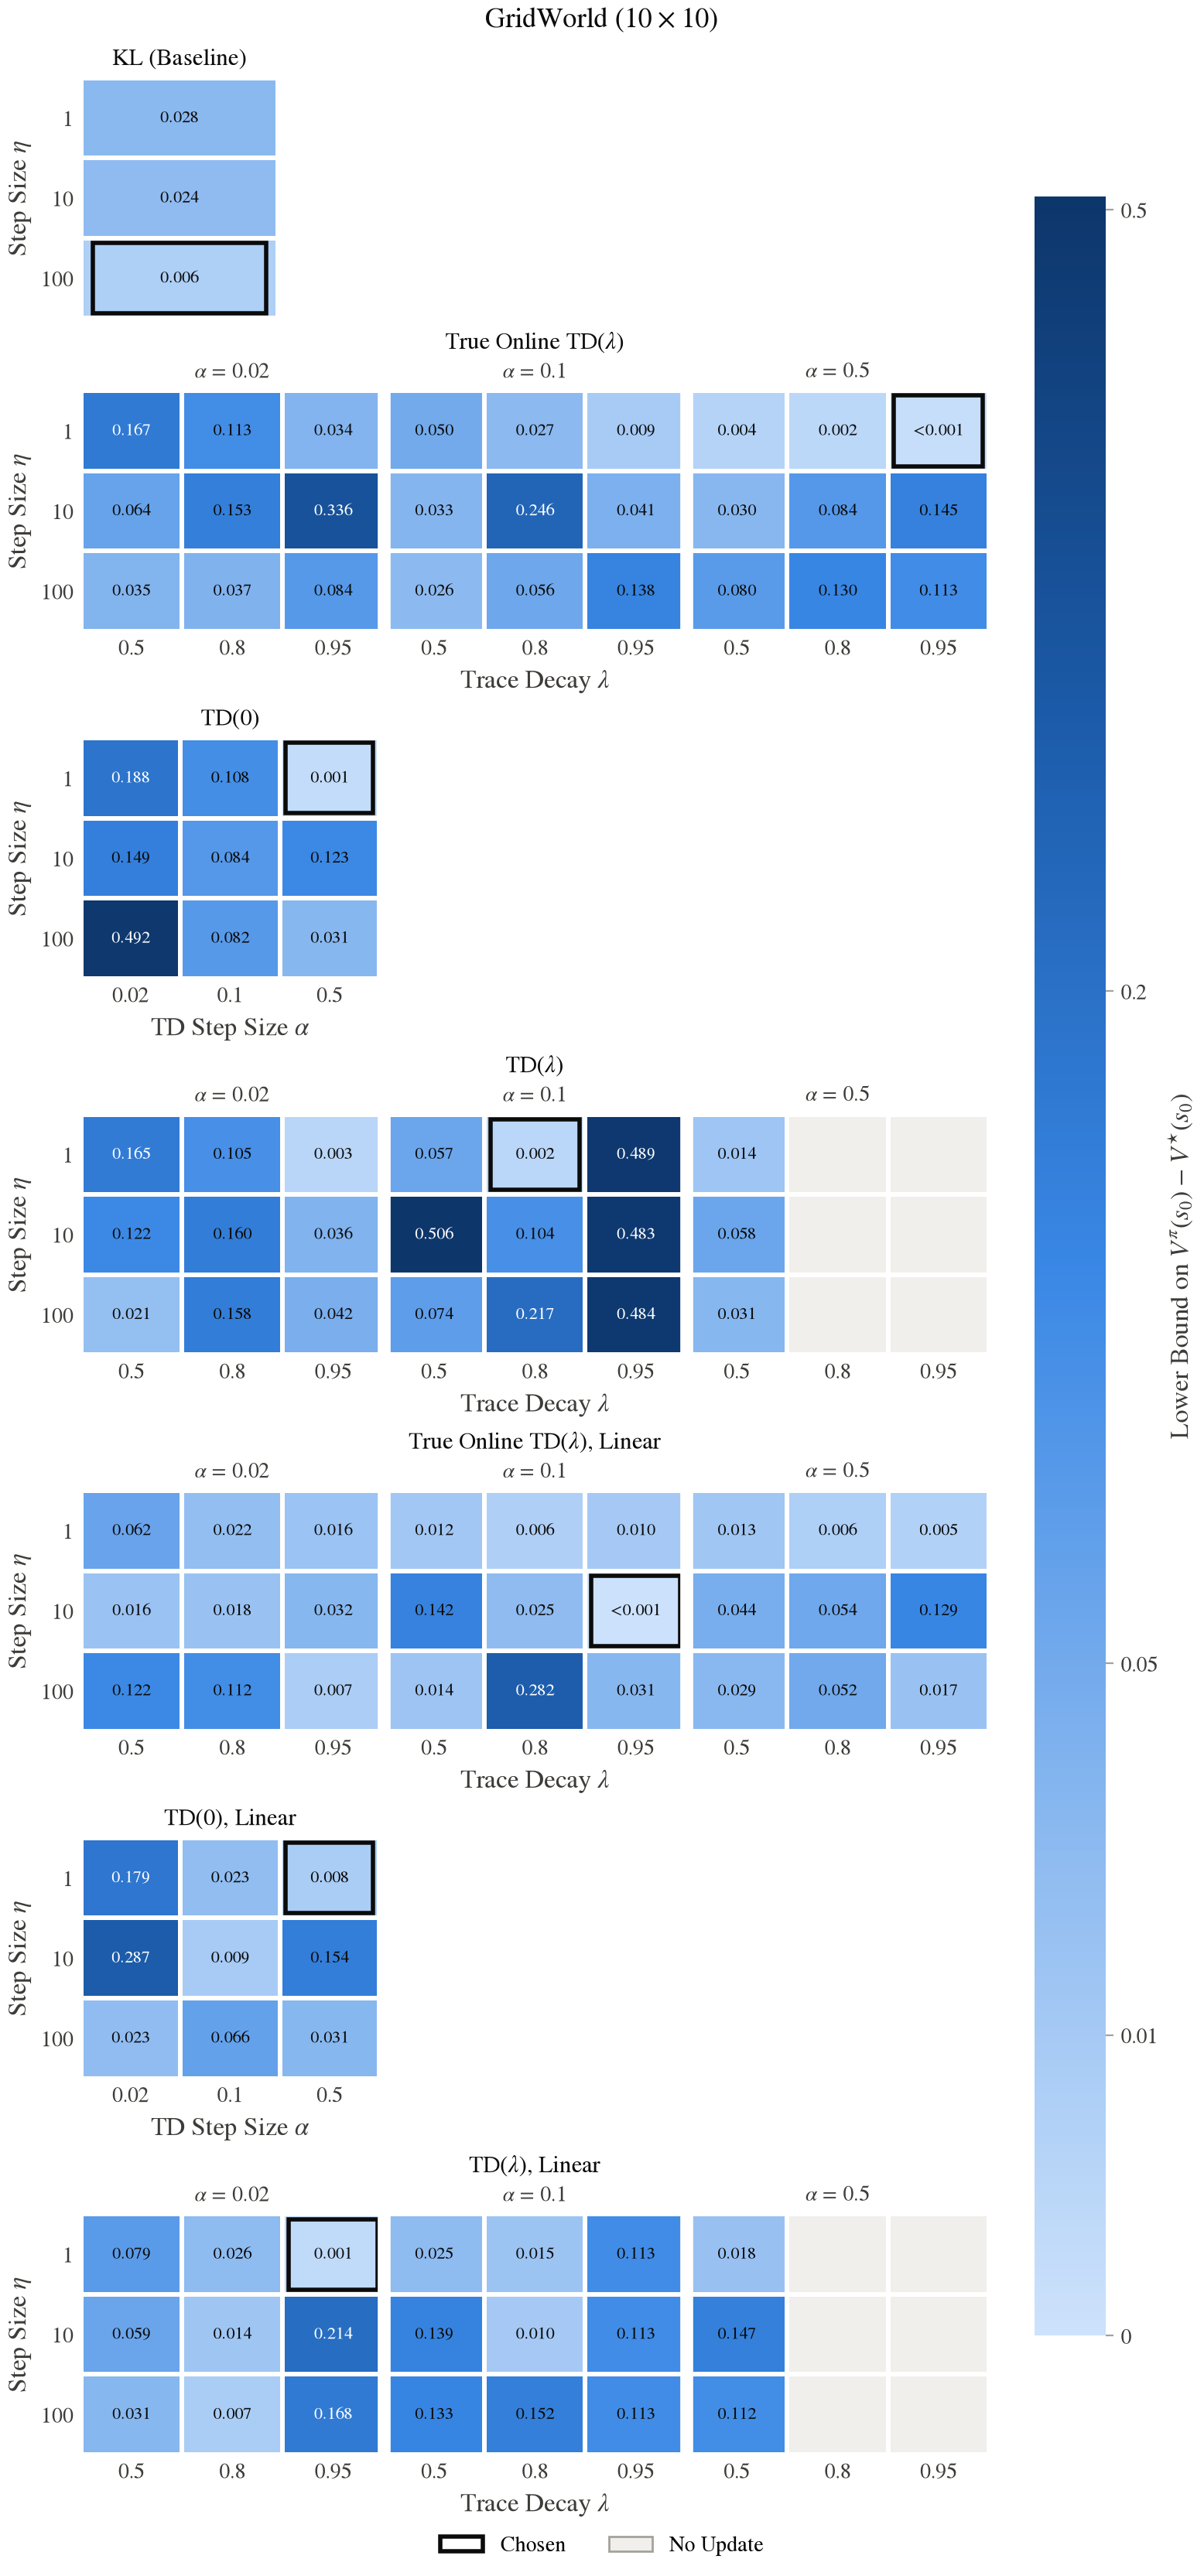 GridWorld (10 × 10)
KL (Baseline)
Step Size η
1 0.028
10 0.024
100 0.006
True Online TD(λ)
α = 0.02 α = 0.1 α = 0.5
Step Size η
1 0.167 0.113 0.034 0.050 0.027 0.009 0.004 0.002 <0.001
10 0.064 0.153 0.336 0.033 0.246 0.041 0.030 0.084 0.145
100 0.035 0.037 0.084 0.026 0.056 0.138 0.080 0.130 0.113
0.5 0.8 0.95 0.5 0.8 0.95 0.5 0.8 0.95
Trace Decay λ
TD(0)
Step Size η
1 0.188 0.108 0.001
10 0.149 0.084 0.123
100 0.492 0.082 0.031
0.02 0.1 0.5
TD Step Size α
TD(λ)
α = 0.02 α = 0.1 α = 0.5
Step Size η
1 0.165 0.105 0.003 0.057 0.002 0.489 0.014
10 0.122 0.160 0.036 0.506 0.104 0.483 0.058
100 0.021 0.158 0.042 0.074 0.217 0.484 0.031
0.5 0.8 0.95 0.5 0.8 0.95 0.5 0.8 0.95
Trace Decay λ
True Online TD(λ), Linear
α = 0.02 α = 0.1 α = 0.5
Step Size η
1 0.062 0.022 0.016 0.012 0.006 0.010 0.013 0.006 0.005
10 0.016 0.018 0.032 0.142 0.025 <0.001 0.044 0.054 0.129
100 0.122 0.112 0.007 0.014 0.282 0.031 0.029 0.052 0.017
0.5 0.8 0.95 0.5 0.8 0.95 0.5 0.8 0.95
Trace Decay λ
TD(0), Linear
Step Size η
1 0.179 0.023 0.008
10 0.287 0.009 0.154
100 0.023 0.066 0.031
0.02 0.1 0.5
TD Step Size α
TD(λ), Linear
α = 0.02 α = 0.1 α = 0.5
Step Size η
1 0.079 0.026 0.001 0.025 0.015 0.113 0.018
10 0.059 0.014 0.214 0.139 0.010 0.113 0.147
100 0.031 0.007 0.168 0.133 0.152 0.113 0.112
0.5 0.8 0.95 0.5 0.8 0.95 0.5 0.8 0.95
Trace Decay λ
Chosen No Update
0.5
0.2
0.05
0.01
0
Lower Bound on V^π(s₀) − V^⋆(s₀)